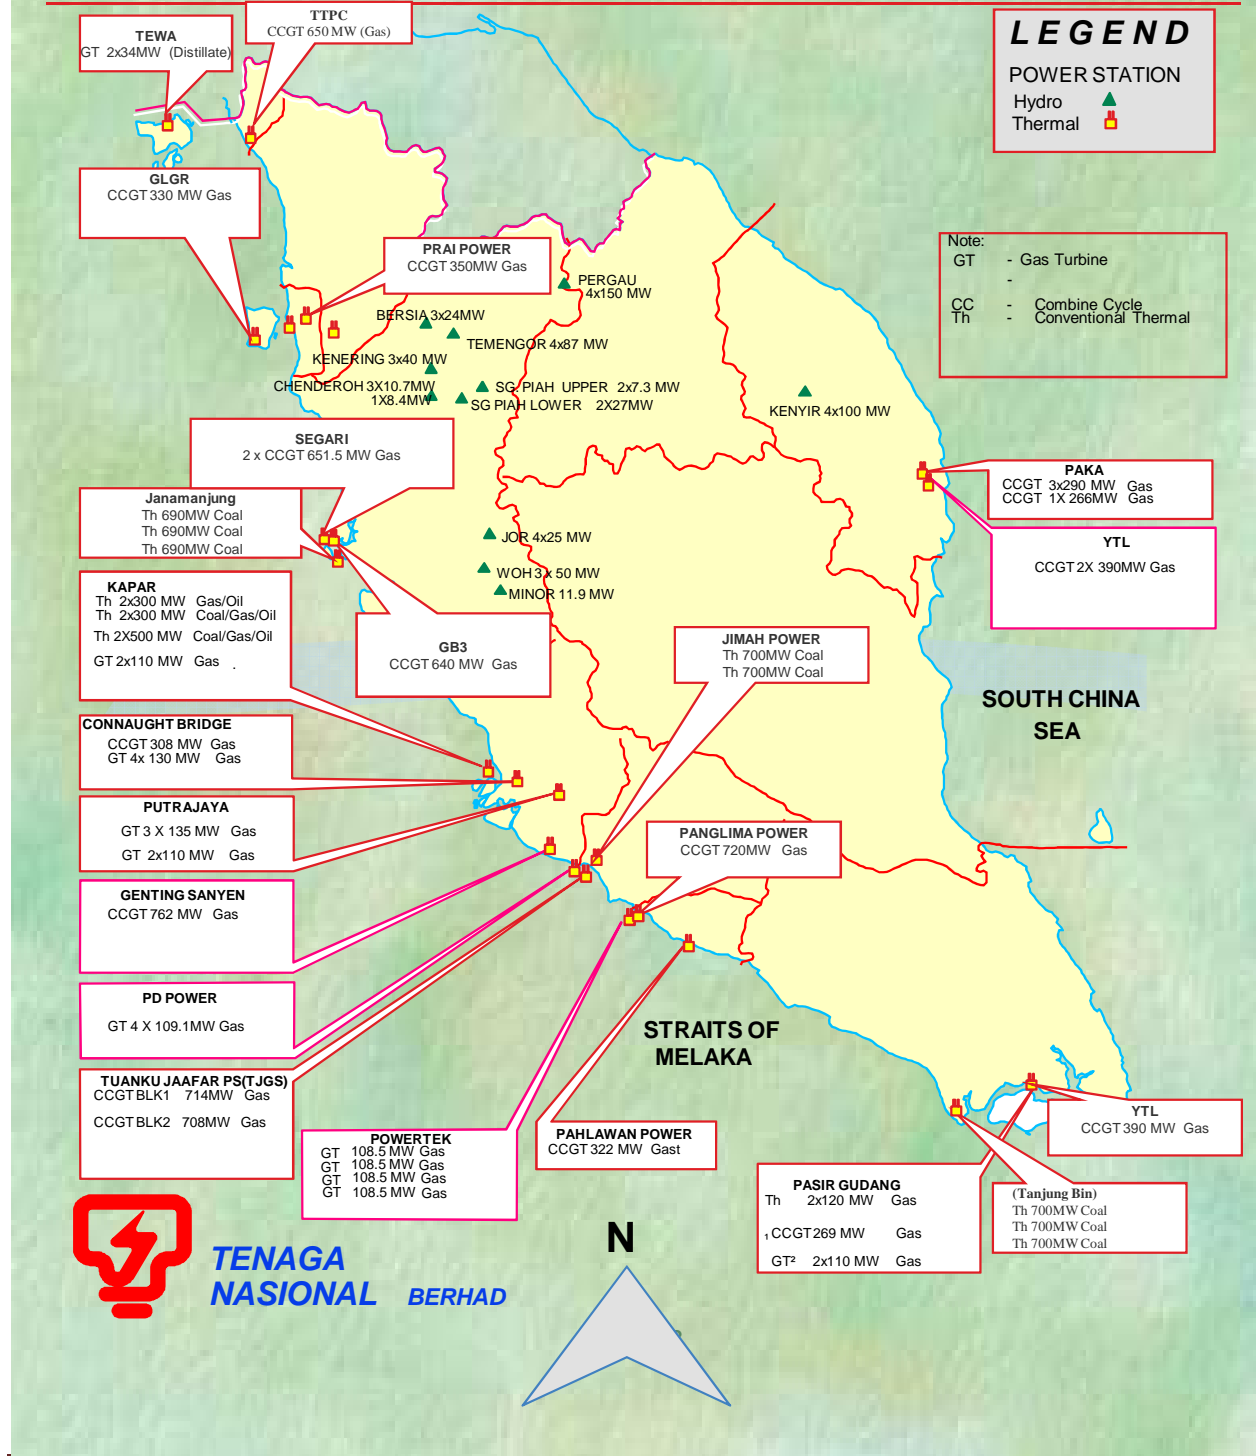 TEWA
GT 2x34MW (Distillate)
TTPC
CCGT 650 MW (Gas)
LEGEND
POWER STATION
Hydro
Thermal
GLGR
CCGT 330 MW Gas
PRAI POWER
CCGT 350MW Gas
Note:
GT - Gas Turbine
-
CC - Combine Cycle
Th - Conventional Thermal
PERGAU
4x150 MW
BERSIA 3x24MW
TEMENGOR 4x87 MW
KENERING 3x40 MW
CHENDEROH 3X10.7MW
1X8.4MW
SG. PIAH UPPER 2x7.3 MW
SG PIAH LOWER 2X27MW
KENYIR 4x100 MW
SEGARI
2 x CCGT 651.5 MW Gas
PAKA
CCGT 3x290 MW Gas
CCGT 1X 266MW Gas
Janamanjung
Th 690MW Coal
Th 690MW Coal
Th 690MW Coal
JOR 4x25 MW
WOH 3 x 50 MW
MINOR 11.9 MW
YTL
CCGT 2X 390MW Gas
KAPAR
Th 2x300 MW Gas/Oil
Th 2x300 MW Coal/Gas/Oil
Th 2X500 MW Coal/Gas/Oil
GT 2x110 MW Gas .
GB3
CCGT 640 MW Gas
JIMAH POWER
Th 700MW Coal
Th 700MW Coal
SOUTH CHINA
SEA
CONNAUGHT BRIDGE
CCGT 308 MW Gas
GT 4x 130 MW Gas
PUTRAJAYA
GT 3 X 135 MW Gas
GT 2x110 MW Gas
PANGLIMA POWER
CCGT 720MW Gas
GENTING SANYEN
CCGT 762 MW Gas
PD POWER
GT 4 X 109.1MW Gas
STRAITS OF
MELAKA
TUANKU JAAFAR PS(TJGS)
CCGT BLK1 714MW Gas
CCGT BLK2 708MW Gas
POWERTEK
GT 108.5 MW Gas
GT 108.5 MW Gas
GT 108.5 MW Gas
GT 108.5 MW Gas
PAHLAWAN POWER
CCGT 322 MW Gast
YTL
CCGT 390 MW Gas
PASIR GUDANG
Th 2x120 MW Gas
₁CCGT 269 MW Gas
GT² 2x110 MW Gas
(Tanjung Bin)
Th 700MW Coal
Th 700MW Coal
Th 700MW Coal
TENAGA
NASIONAL BERHAD
N